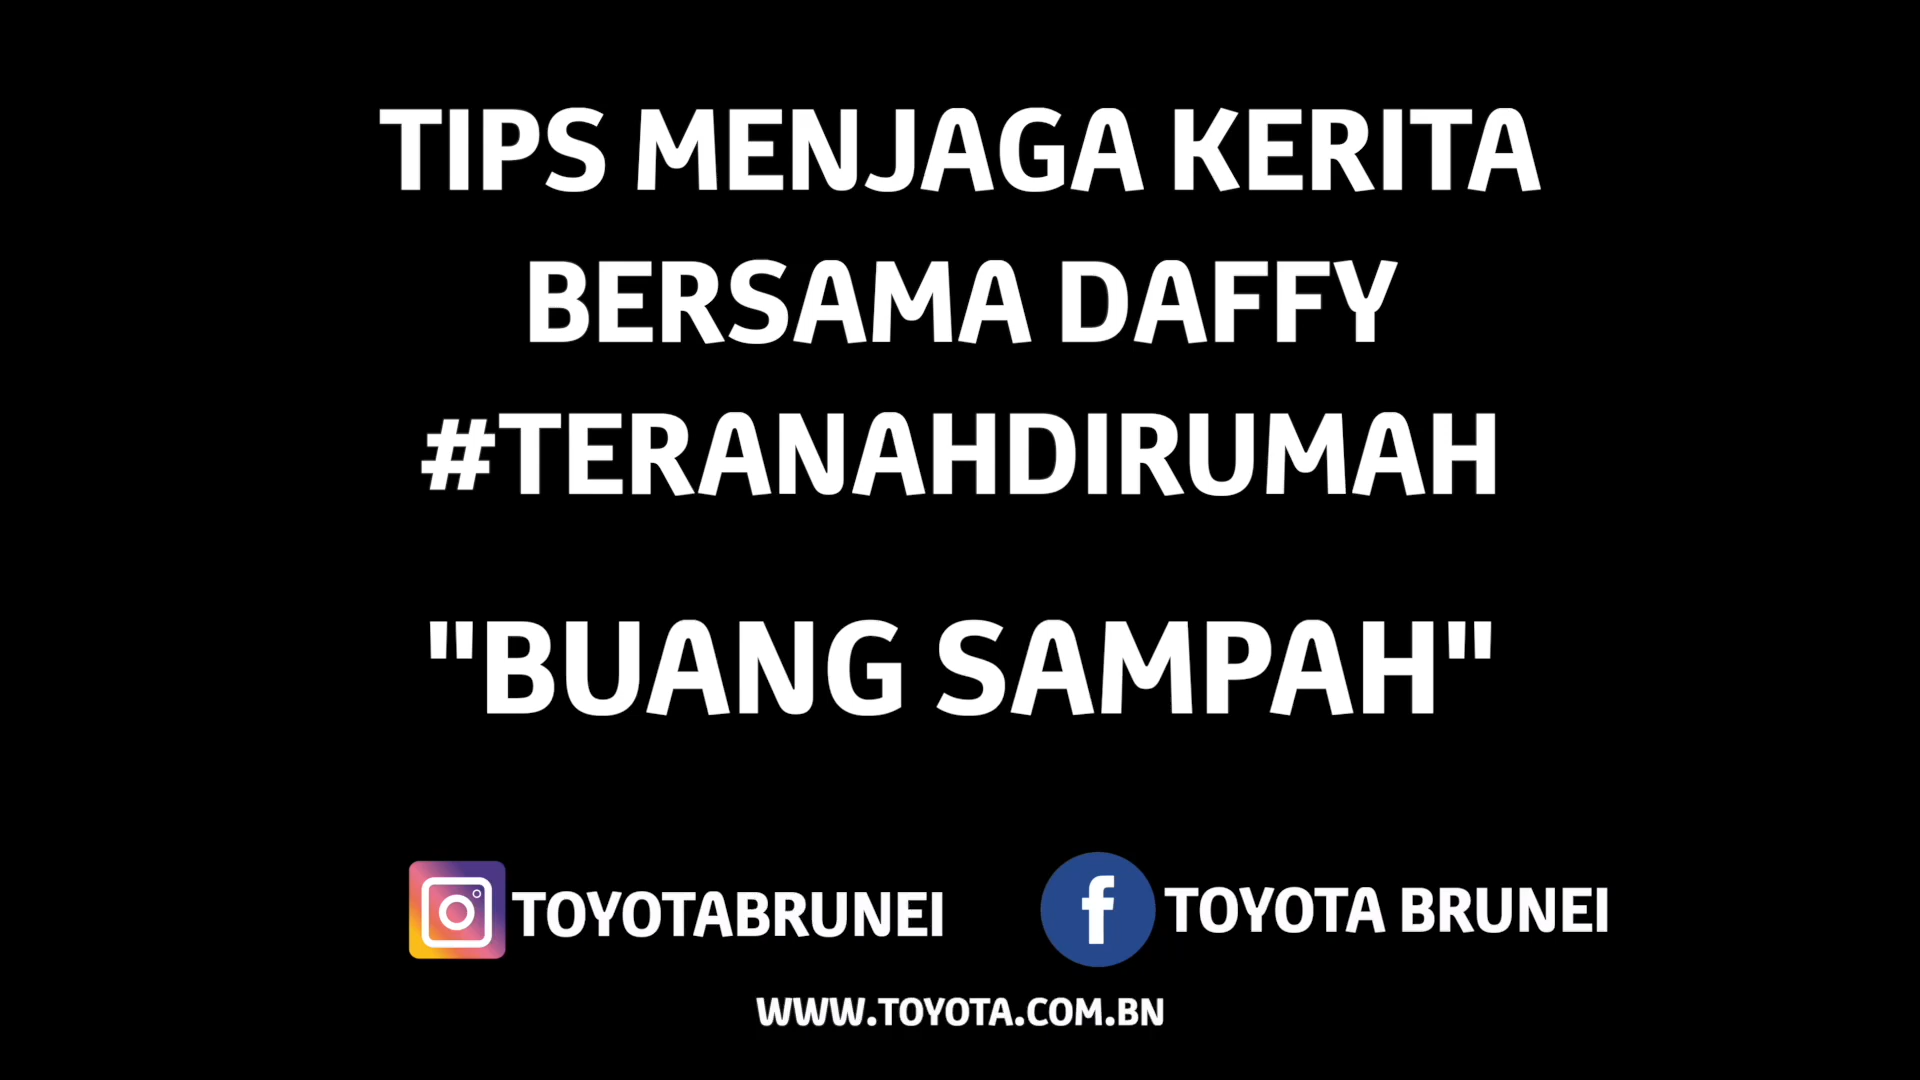 TIPS MENJAGA KERITA
BERSAMA DAFFY
#TERANAHDIRUMAH
"BUANG SAMPAH"
TOYOTABRUNEI
TOYOTA BRUNEI
WWW.TOYOTA.COM.BN